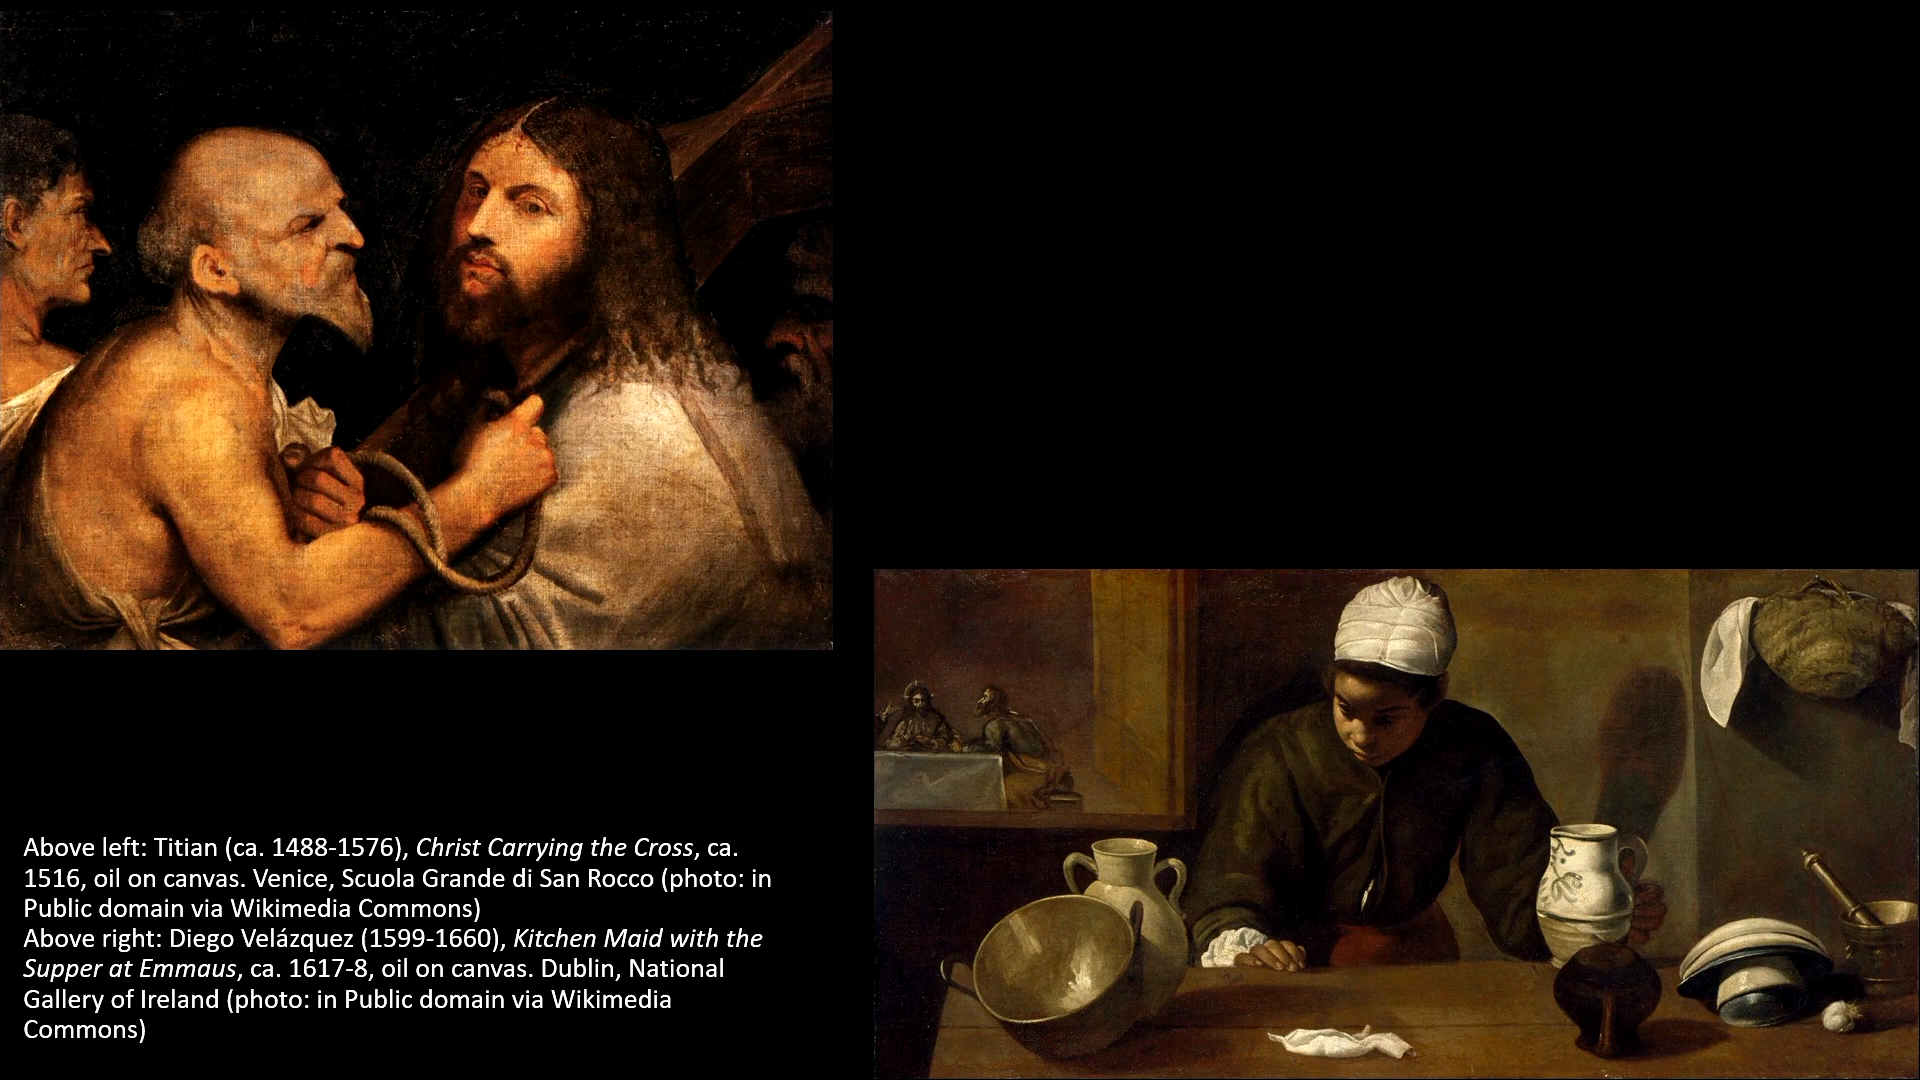 Above left: Titian (ca. 1488-1576), Christ Carrying the Cross, ca.
1516, oil on canvas. Venice, Scuola Grande di San Rocco (photo: in
Public domain via Wikimedia Commons)
Above right: Diego Velázquez (1599-1660), Kitchen Maid with the
Supper at Emmaus, ca. 1617-8, oil on canvas. Dublin, National
Gallery of Ireland (photo: in Public domain via Wikimedia
Commons)